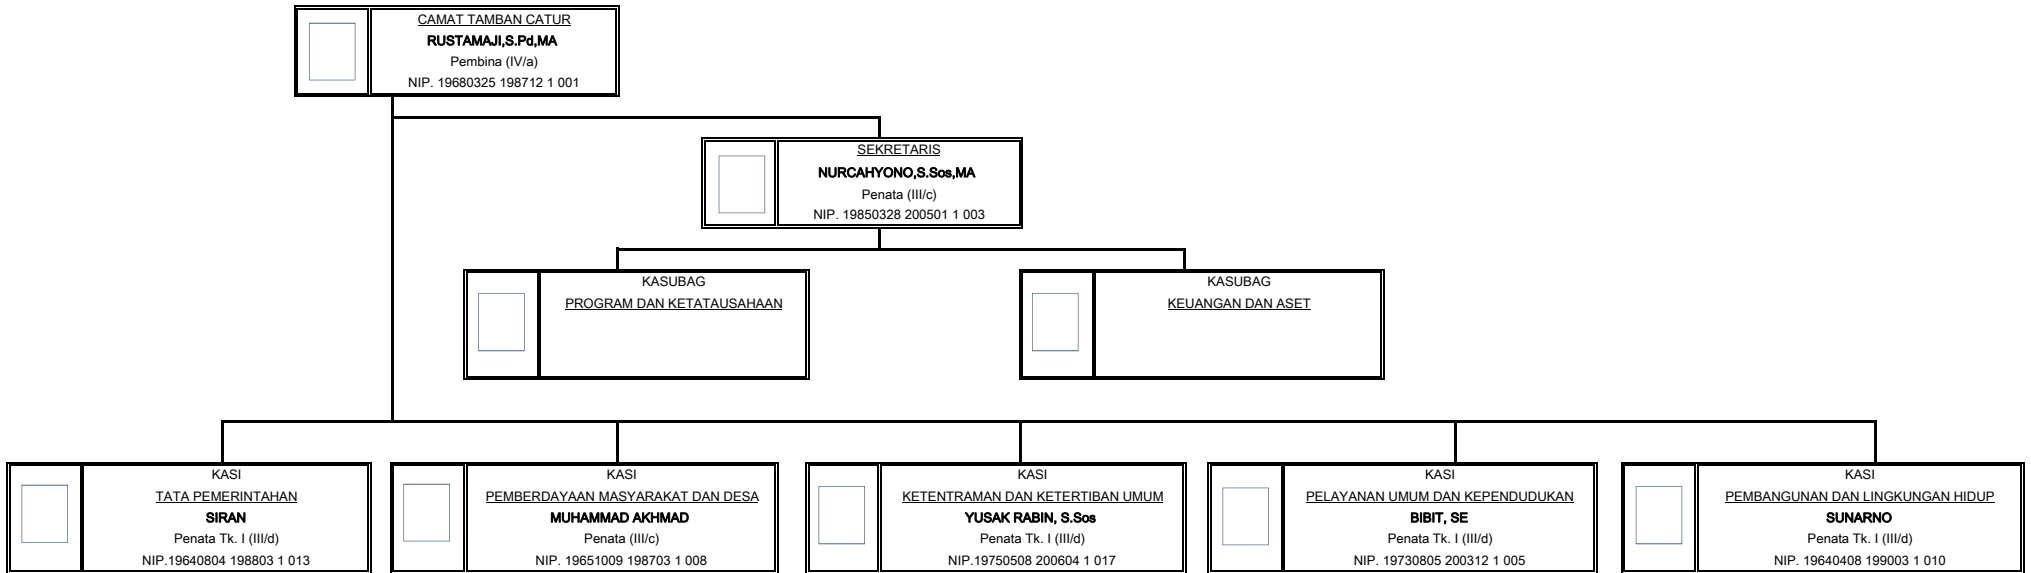 CAMAT TAMBAN CATUR
RUSTAMAJI,S.Pd,MA
Pembina (IV/a)
NIP. 19680325 198712 1 001
SEKRETARIS
NURCAHYONO,S.Sos,MA
Penata (III/c)
NIP. 19850328 200501 1 003
KASUBAG
PROGRAM DAN KETATAUSAHAAN
KASUBAG
KEUANGAN DAN ASET
KASI
TATA PEMERINTAHAN
SIRAN
Penata Tk. I (III/d)
NIP.19640804 198803 1 013
KASI
PEMBERDAYAAN MASYARAKAT DAN DESA
MUHAMMAD AKHMAD
Penata (III/c)
NIP. 19651009 198703 1 008
KASI
KETENTRAMAN DAN KETERTIBAN UMUM
YUSAK RABIN, S.Sos
Penata Tk. I (III/d)
NIP.19750508 200604 1 017
KASI
PELAYANAN UMUM DAN KEPENDUDUKAN
BIBIT, SE
Penata Tk. I (III/d)
NIP. 19730805 200312 1 005
KASI
PEMBANGUNAN DAN LINGKUNGAN HIDUP
SUNARNO
Penata Tk. I (III/d)
NIP. 19640408 199003 1 010